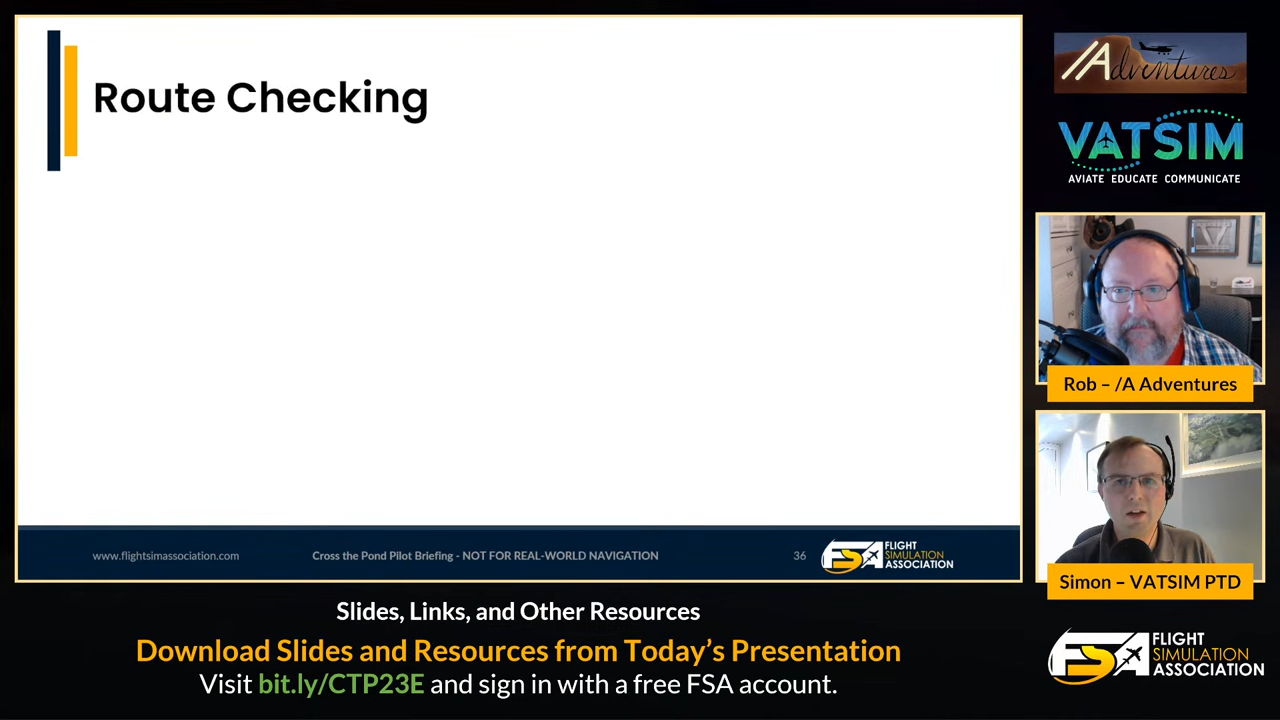 Route Checking
www.flightsimassociation.com
Cross the Pond Pilot Briefing - NOT FOR REAL-WORLD NAVIGATION
36
FSA FLIGHT
SIMULATION
ASSOCIATION
/Adventures
VATSIM
AVIATE EDUCATE COMMUNICATE
Rob – /A Adventures
Simon – VATSIM PTD
Slides, Links, and Other Resources
Download Slides and Resources from Today's Presentation
Visit bit.ly/CTP23E and sign in with a free FSA account.
FSA FLIGHT
SIMULATION
ASSOCIATION